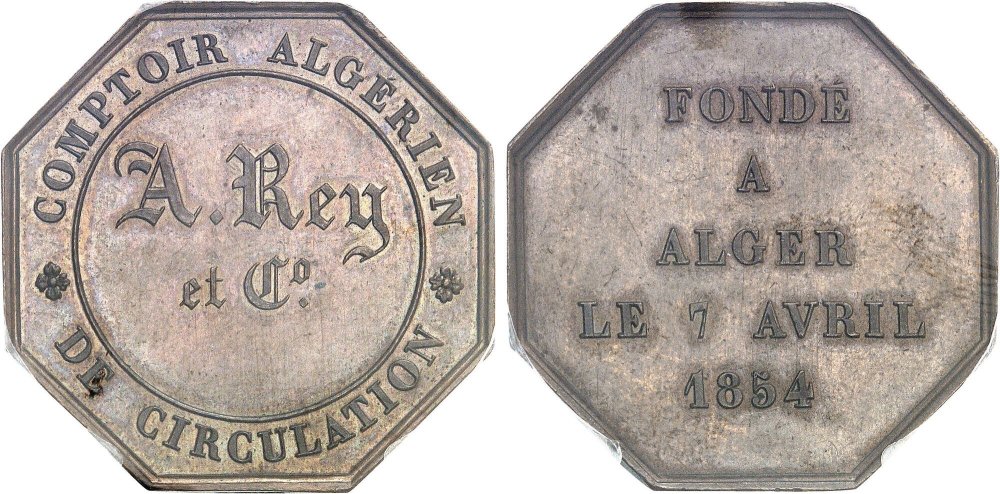 COMPTOIR ALGÉRIEN
DE CIRCULATION
A. Rey
et Co.
FONDÉ
A
ALGER
LE 7 AVRIL
1854